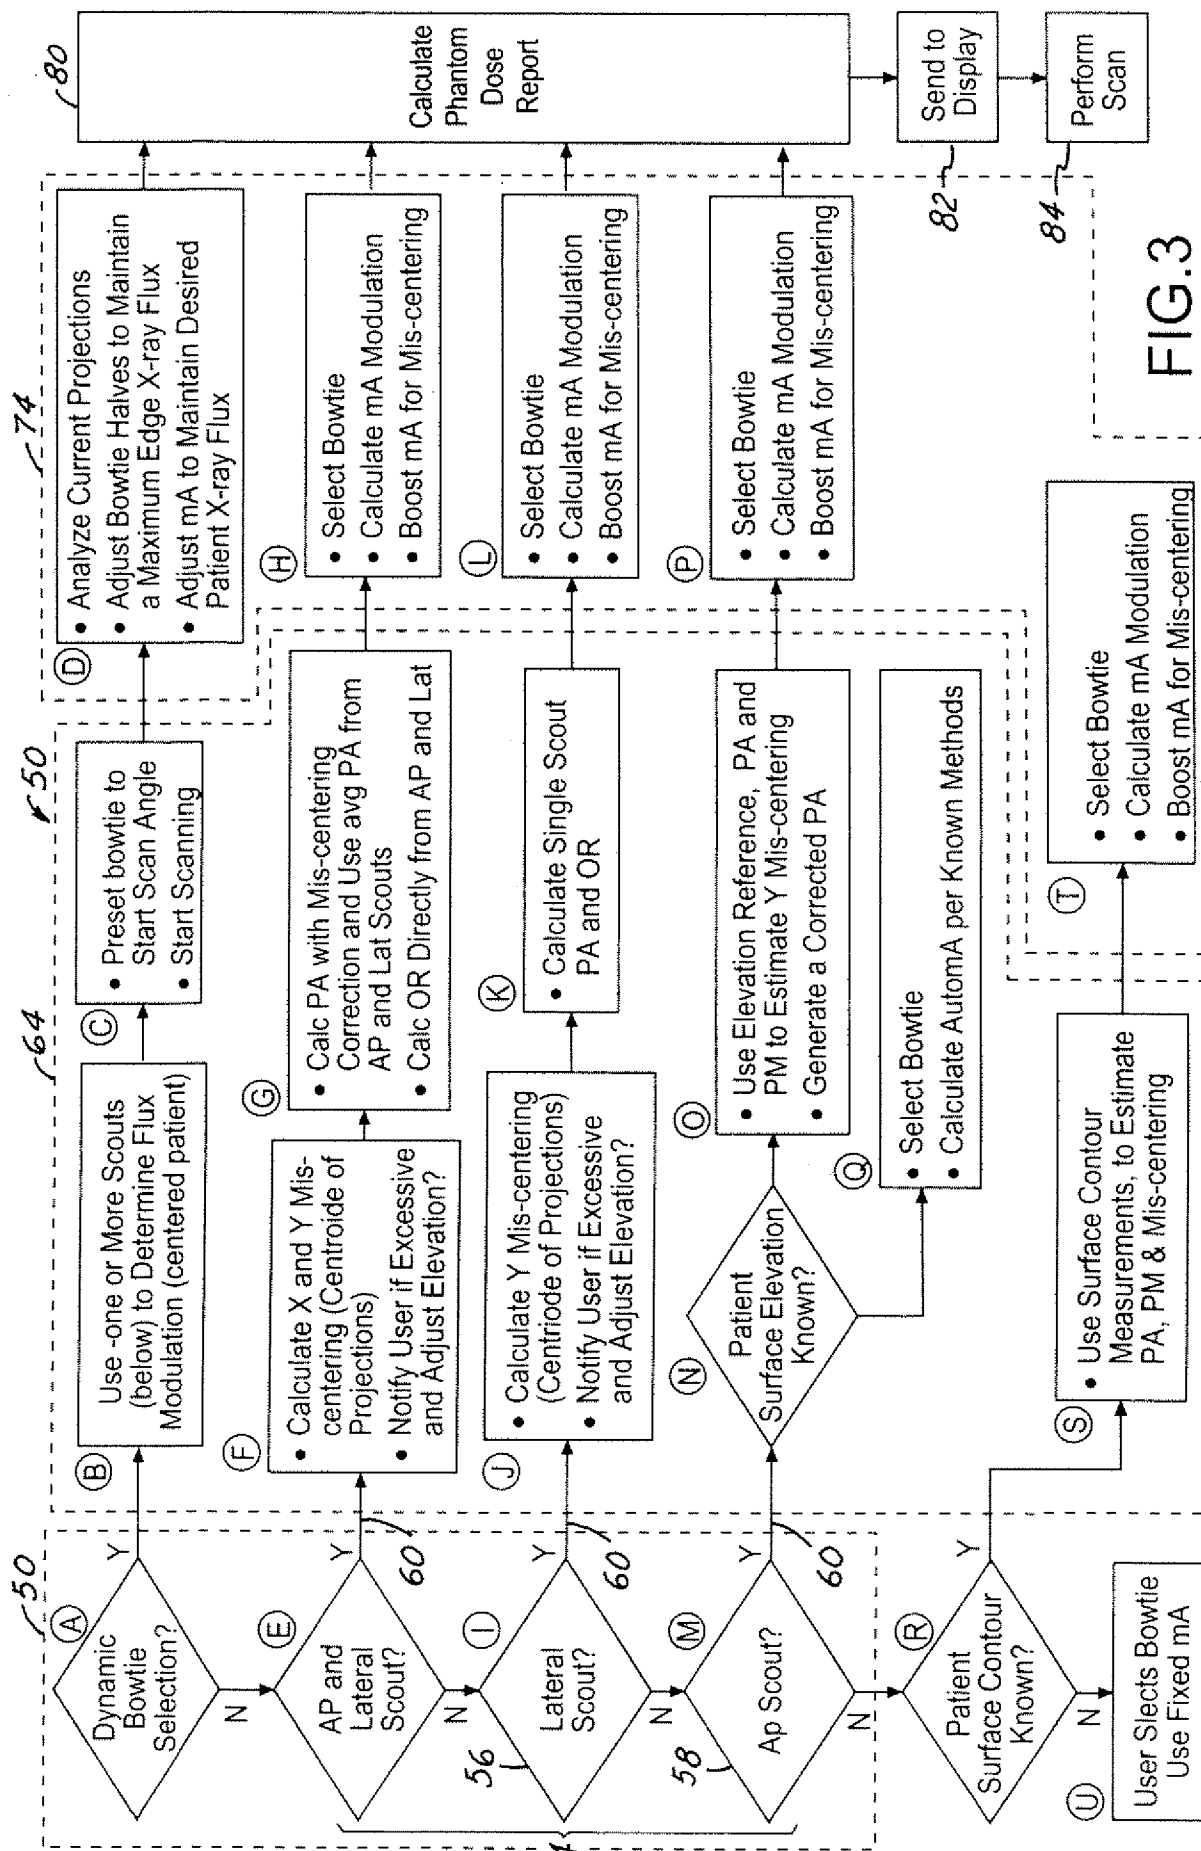 50
A
Dynamic
Bowtie
Selection?
Y
N
B
Use -one or More Scouts
(below) to Determine Flux
Modulation (centered patient)
64
50
C
• Preset bowtie to
Start Scan Angle
• Start Scanning
74
D
• Analyze Current Projections
• Adjust Bowtie Halves to Maintain
a Maximum Edge X-ray Flux
• Adjust mA to Maintain Desired
Patient X-ray Flux
80
Calculate
Phantom
Dose
Report
E
AP and
Lateral
Scout?
Y
N
60
F
• Calculate X and Y Mis-
centering (Centroide of
Projections)
• Notify User if Excessive
and Adjust Elevation?
G
• Calc PA with Mis-centering
Correction and Use avg PA from
AP and Lat Scouts
• Calc OR Directly from AP and Lat
H
• Select Bowtie
• Calculate mA Modulation
• Boost mA for Mis-centering
I
56
Lateral
Scout?
Y
N
60
J
• Calculate Y Mis-centering
(Centriode of Projections)
• Notify User if Excessive
and Adjust Elevation?
K
• Calculate Single Scout
PA and OR
L
• Select Bowtie
• Calculate mA Modulation
• Boost mA for Mis-centering
M
58
Ap Scout?
Y
N
60
N
Patient
Surface Elevation
Known?
O
• Use Elevation Reference, PA and
PM to Estimate Y Mis-centering
• Generate a Corrected PA
P
• Select Bowtie
• Calculate mA Modulation
• Boost mA for Mis-centering
Q
• Select Bowtie
• Calculate AutomA per Known Methods
82
Send to
Display
84
Perform
Scan
R
Patient
Surface Contour
Known?
Y
N
S
• Use Surface Contour
Measurements, to Estimate
PA, PM & Mis-centering
T
• Select Bowtie
• Calculate mA Modulation
• Boost mA for Mis-centering
U
User Slects Bowtie
Use Fixed mA
FIG.3